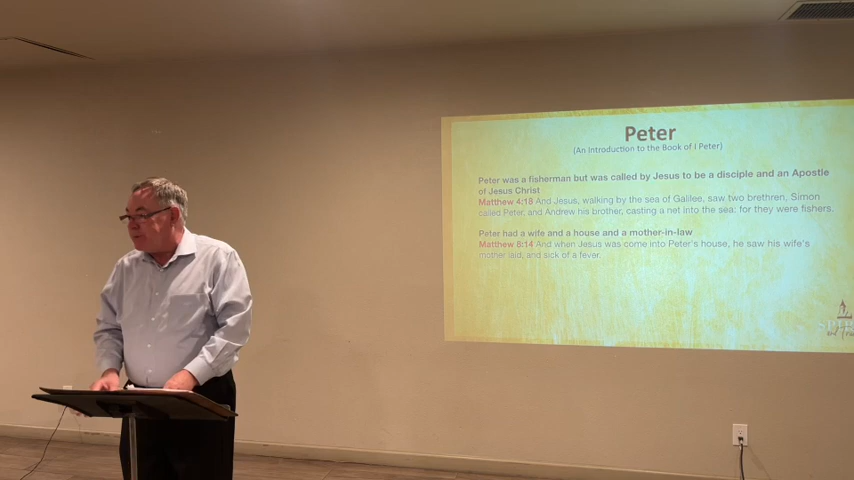 Peter
(An Introduction to the Book of I Peter)
Peter was a fisherman but was called by Jesus to be a disciple and an Apostle
of Jesus Christ
Matthew 4:18 And Jesus, walking by the sea of Galilee, saw two brethren, Simon
called Peter, and Andrew his brother, casting a net into the sea: for they were fishers.
Peter had a wife and a house and a mother-in-law
Matthew 8:14 And when Jesus was come into Peter's house, he saw his wife's
mother laid, and sick of a fever.